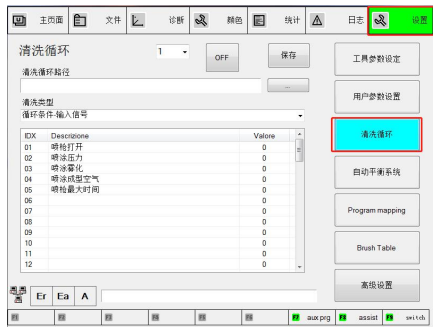 主页面 文件 诊断 颜色 统计 日志 设置
清洗循环 1 OFF 保存
清洗循环路径
...
清洗类型
循环条件-输入信号
IDX Descrizione Valore
01 喷枪打开 0
02 喷涂压力 0
03 喷涂雾化 0
04 喷涂成型空气 0
05 喷枪最大时间 0
06 0
07 0
08 0
09 0
10 0
11 0
12 0
工具参数设定
用户参数设置
清洗循环
自动平衡系统
Program mapping
Brush Table
高级设置
Er Ea A
F1 F2 F3 F4 F5 F6 F7 aux prg F8 assist F9 switch